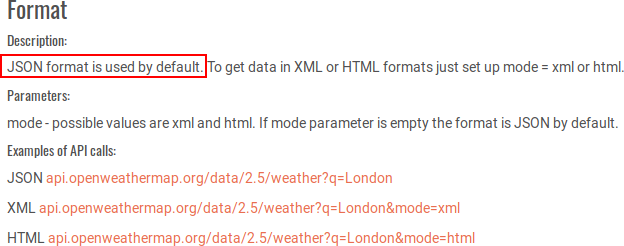 Format
Description:
JSON format is used by default. To get data in XML or HTML formats just set up mode = xml or html.
Parameters:
mode - possible values are xml and html. If mode parameter is empty the format is JSON by default.
Examples of API calls:
JSON api.openweathermap.org/data/2.5/weather?q=London
XML api.openweathermap.org/data/2.5/weather?q=London&mode=xml
HTML api.openweathermap.org/data/2.5/weather?q=London&mode=html